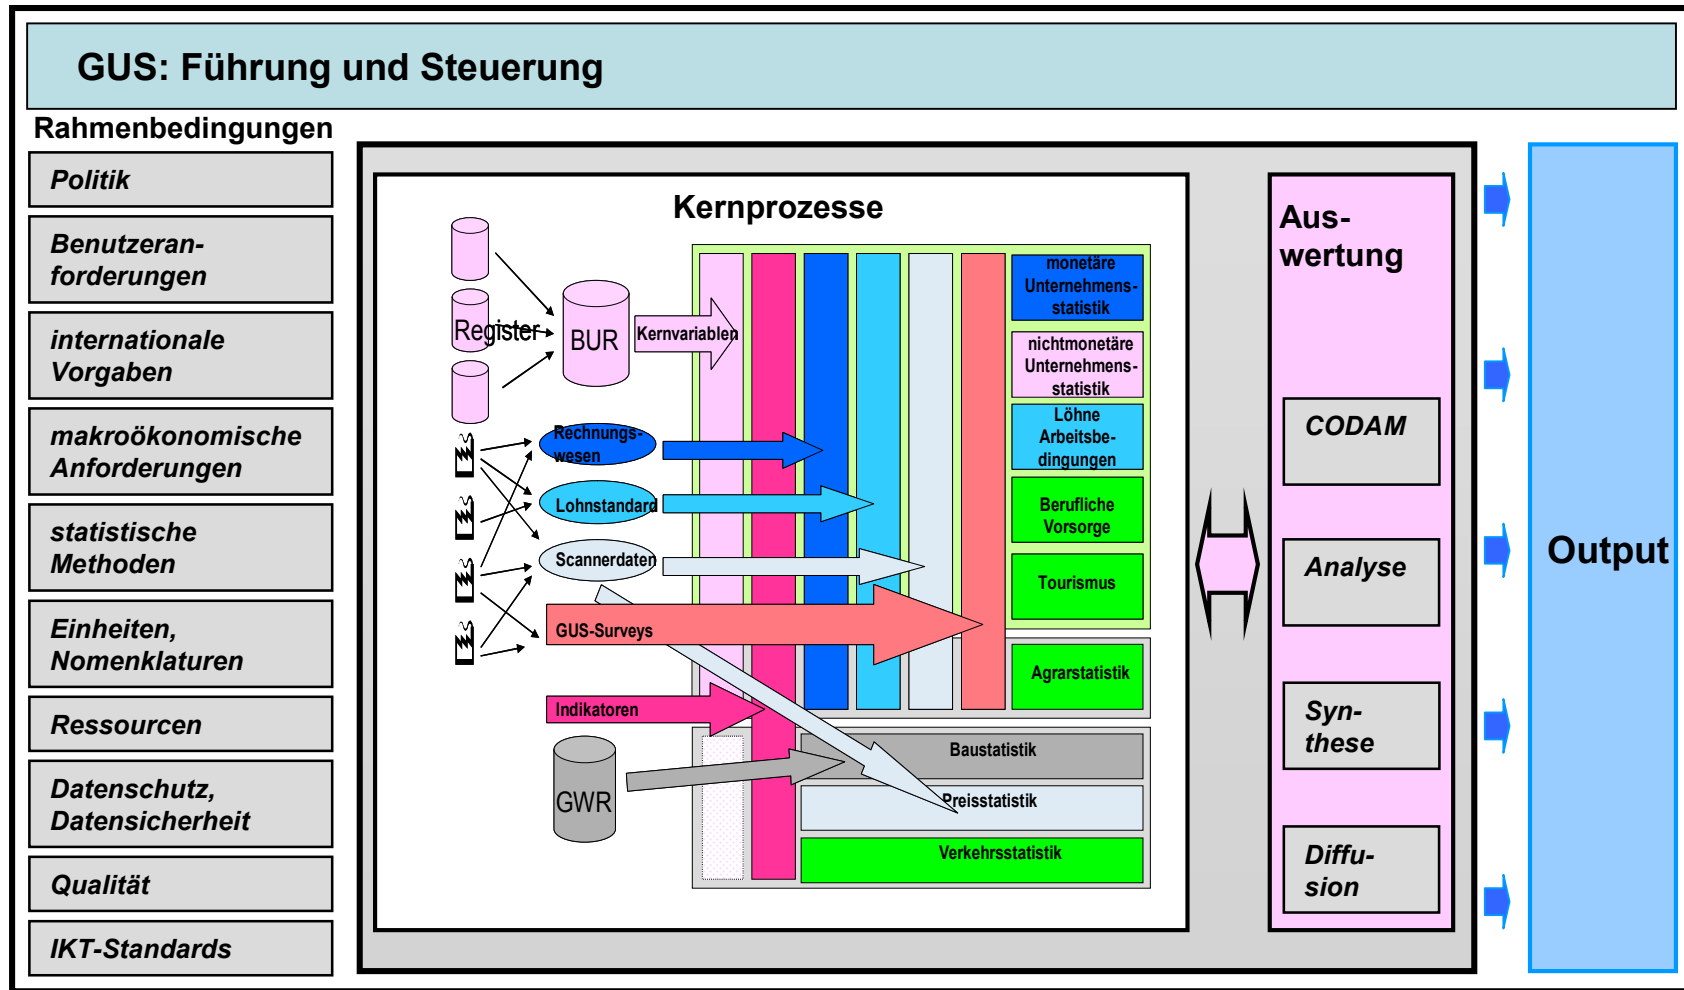 GUS: Führung und Steuerung
Rahmenbedingungen
Politik
Benutzeran-
forderungen
internationale
Vorgaben
makroökonomische
Anforderungen
statistische
Methoden
Einheiten,
Nomenklaturen
Ressourcen
Datenschutz,
Datensicherheit
Qualität
IKT-Standards
Kernprozesse
Register
BUR
Kernvariablen
Rechnungs-
wesen
Lohnstandard
Scannerdaten
GUS-Surveys
Indikatoren
GWR
monetäre
Unternehmens-
statistik
nichtmonetäre
Unternehmens-
statistik
Löhne
Arbeitsbe-
dingungen
Berufliche
Vorsorge
Tourismus
Agrarstatistik
Baustatistik
Preisstatistik
Verkehrsstatistik
Aus-
wertung
CODAM
Analyse
Syn-
these
Diffu-
sion
Output